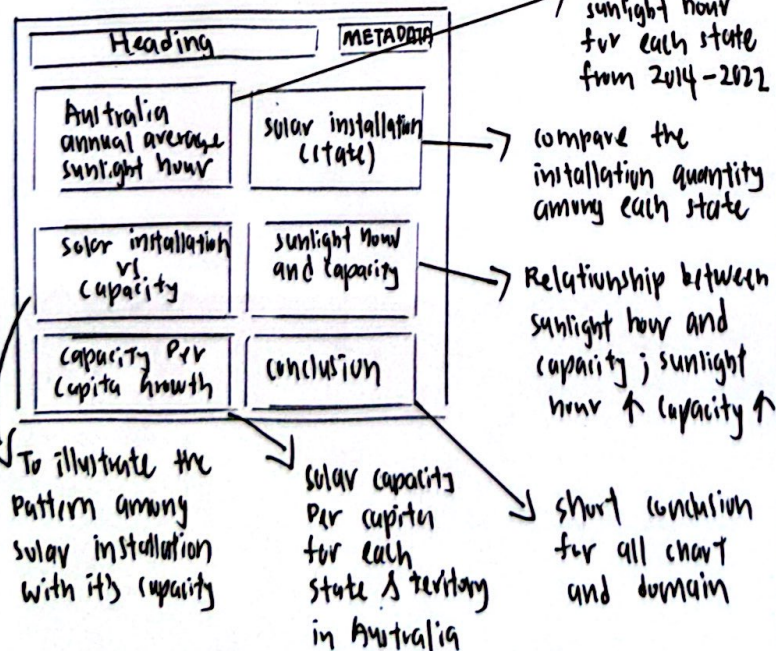 Heading
METADATA
sunlight hour
for each state
from 2014-2022
Australia
annual average
sunlight hour
solar installation
(state)
compare the
installation quantity
among each state
solar installation
vs
capacity
sunlight hour
and capacity
Relationship between
sunlight hour and
capacity ; sunlight
hour ↑ capacity ↑
capacity per
capita growth
conclusion
To illustrate the
pattern among
solar installation
with it's capacity
solar capacity
per capita
for each
state & teritory
in Australia
short conclusion
for all chart
and domain